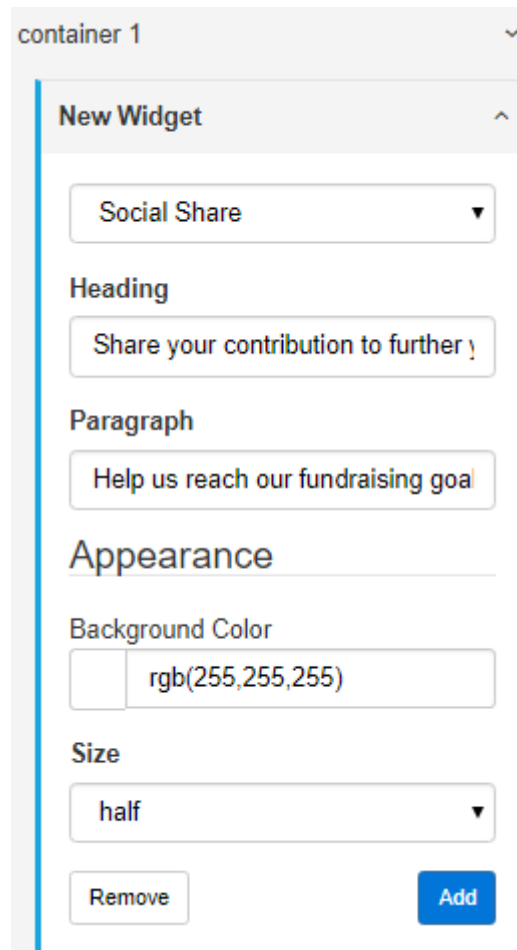 container 1
New Widget
Social Share
Heading
Share your contribution to further y
Paragraph
Help us reach our fundraising goal
Appearance
Background Color
rgb(255,255,255)
Size
half
Remove
Add